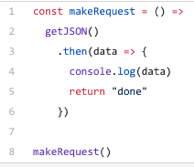 1 const makeRequest = () =>
2   getJSON()
3     .then(data => {
4       console.log(data)
5       return "done"
6     })
7
8 makeRequest()